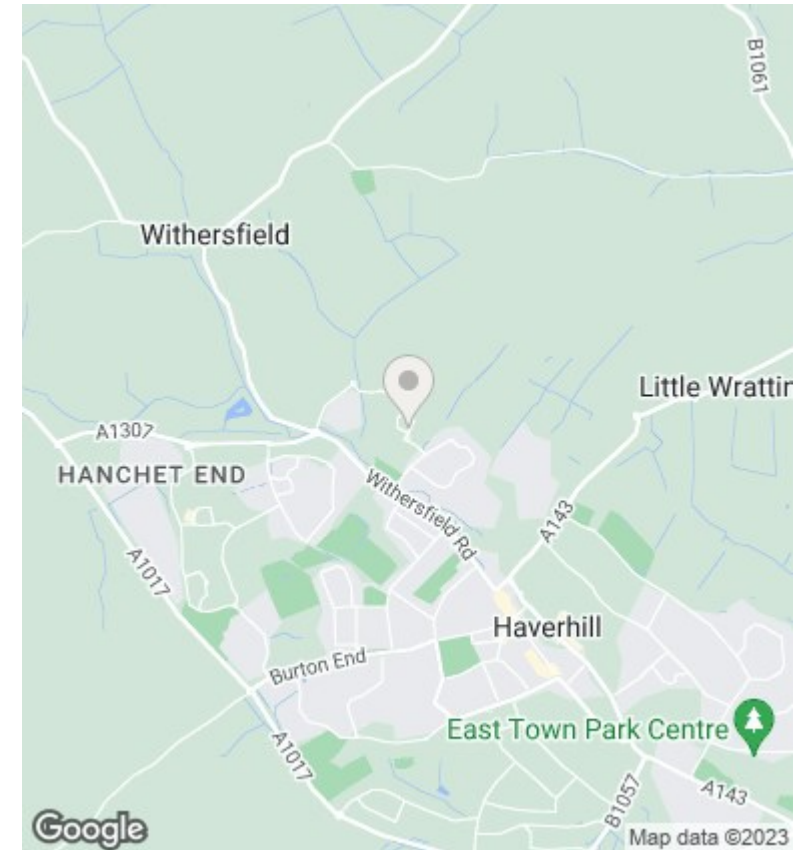 B1061
Withersfield
Little Wrattin
A1307
HANCHET END
Withersfield Rd
A143
A1017
Haverhill
Burton End
East Town Park Centre
A1017
B1057
A143
Google
Map data ©2023